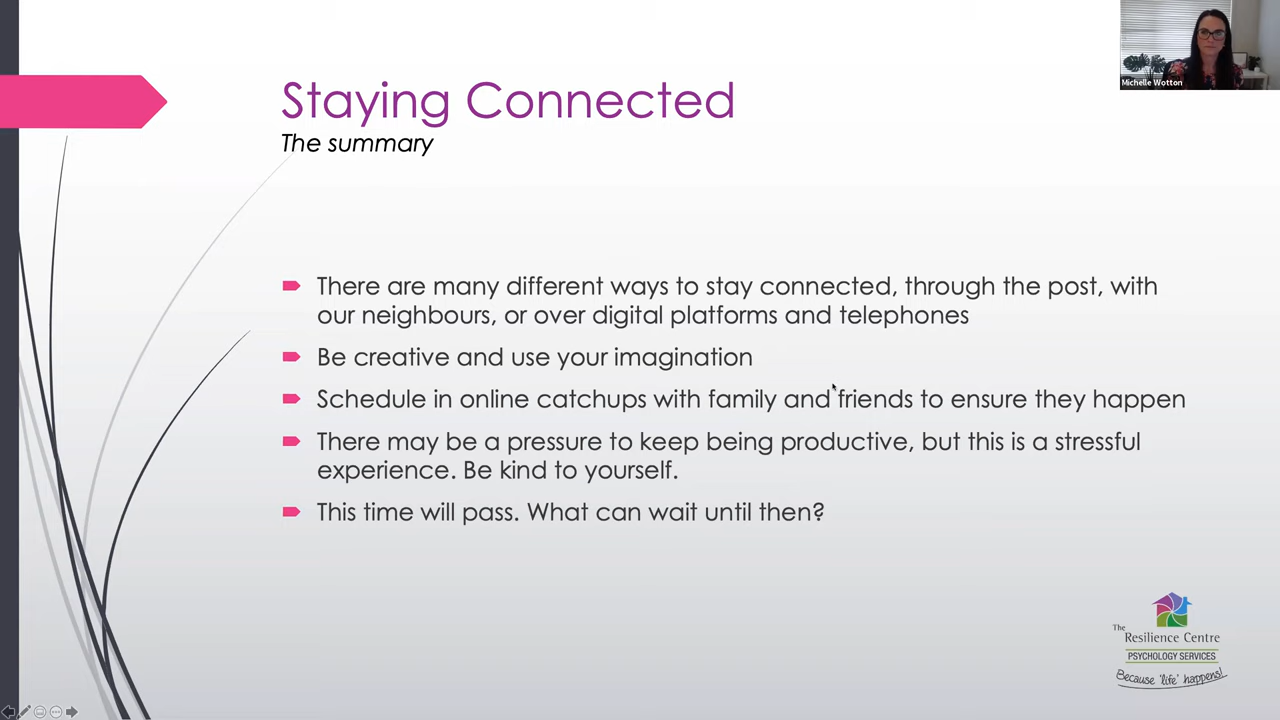 Michelle Wotton
Staying Connected
The summary
There are many different ways to stay connected, through the post, with
our neighbours, or over digital platforms and telephones
Be creative and use your imagination
Schedule in online catchups with family and friends to ensure they happen
There may be a pressure to keep being productive, but this is a stressful
experience. Be kind to yourself.
This time will pass. What can wait until then?
The
Resilience Centre
PSYCHOLOGY SERVICES
Because 'life' happens!